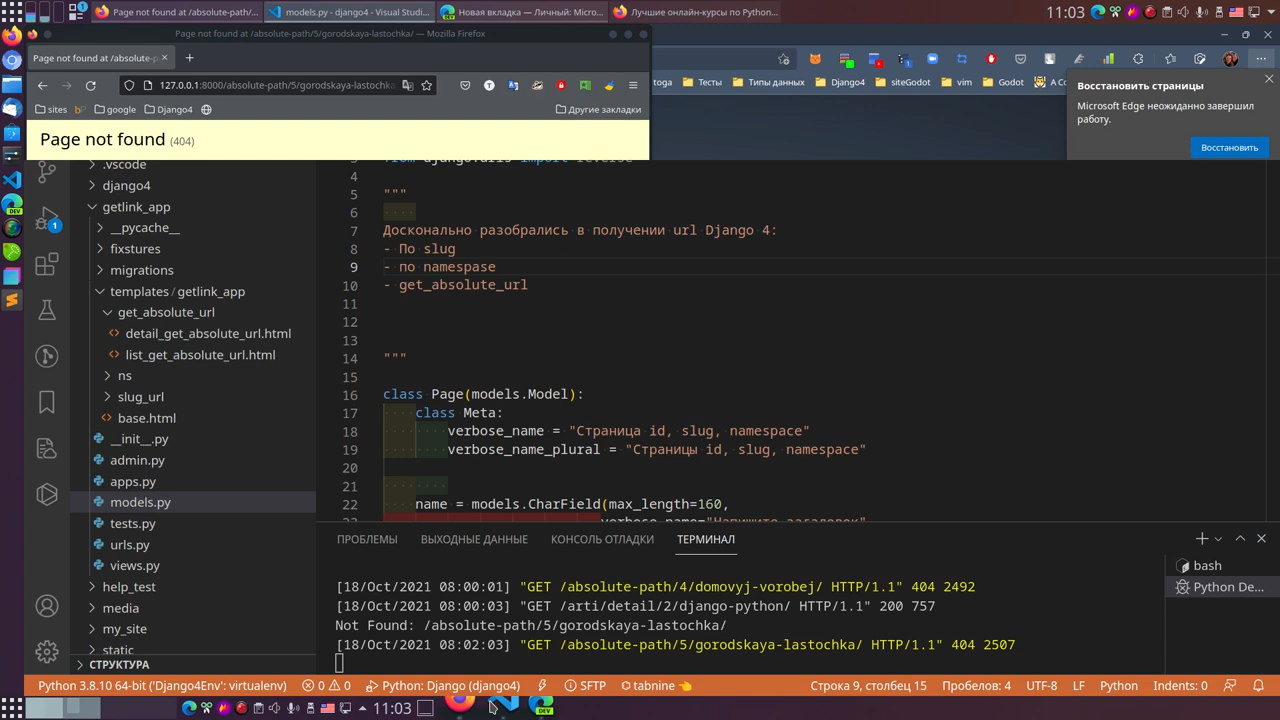 Page not found at /absolute-path/...
models.py - django4 - Visual Studi...
Новая вкладка — Личный: Micros...
Лучшие онлайн-курсы по Python...
11:03
Page not found at /absolute-path/5/gorodskaya-lastochka/ — Mozilla Firefox
Page not found at /absolute-p
127.0.0.1:8000/absolute-path/5/gorodskaya-lastochka
sites
google
Django4
Другие закладки
Page not found (404)
toga
Тесты
Типы данных
Django4
siteGodot
vim
Godot
A Co
Восстановить страницы
Microsoft Edge неожиданно завершил
работу.
Восстановить
.vscode
django4
getlink_app
__pycache__
fixstures
migrations
templates / getlink_app
get_absolute_url
detail_get_absolute_url.html
list_get_absolute_url.html
ns
slug_url
base.html
__init__.py
admin.py
apps.py
models.py
tests.py
urls.py
views.py
help_test
media
my_site
static
СТРУКТУРА
4
5 """
6
7 Досконально разобрались в получении url Django 4:
8 - По slug
9 - по namespase
10 - get_absolute_url
11
12
13
14 """
15
16 class Page(models.Model):
17 class Meta:
18 verbose_name = "Страница id, slug, namespace"
19 verbose_name_plural = "Страницы id, slug, namespace"
20
21
22 name = models.CharField(max_length=160,
23 verbose_name="Напишите заголовок"
ПРОБЛЕМЫ
ВЫХОДНЫЕ ДАННЫЕ
КОНСОЛЬ ОТЛАДКИ
ТЕРМИНАЛ
[18/Oct/2021 08:00:01] "GET /absolute-path/4/domovyj-vorobej/ HTTP/1.1" 404 2492
[18/Oct/2021 08:00:03] "GET /arti/detail/2/django-python/ HTTP/1.1" 200 757
Not Found: /absolute-path/5/gorodskaya-lastochka/
[18/Oct/2021 08:02:03] "GET /absolute-path/5/gorodskaya-lastochka/ HTTP/1.1" 404 2507
bash
Python De...
Python 3.8.10 64-bit ('Django4Env': virtualenv)
0
0
Python: Django (django4)
SFTP
tabnine
Строка 9, столбец 15
Пробелов: 4
UTF-8
LF
Python
Indents: 0
11:03